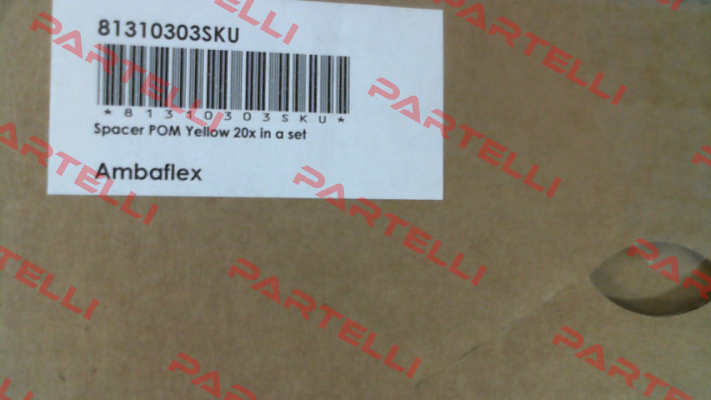 81310303SKU
*81310303SKU*
Spacer POM Yellow 20x in a set
Ambaflex
PARTELLI
PARTELLI
PARTELLI
PARTELLI
PARTELLI
PARTELLI
PARTELLI
PARTELLI